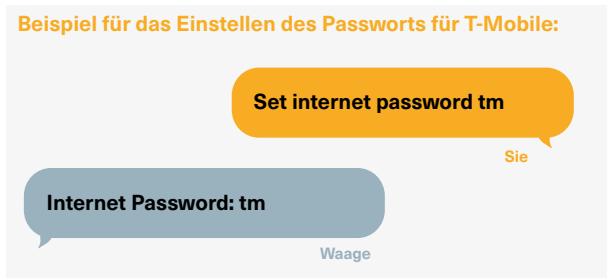 Beispiel für das Einstellen des Passworts für T-Mobile:
Set internet password tm
Sie
Internet Password: tm
Waage